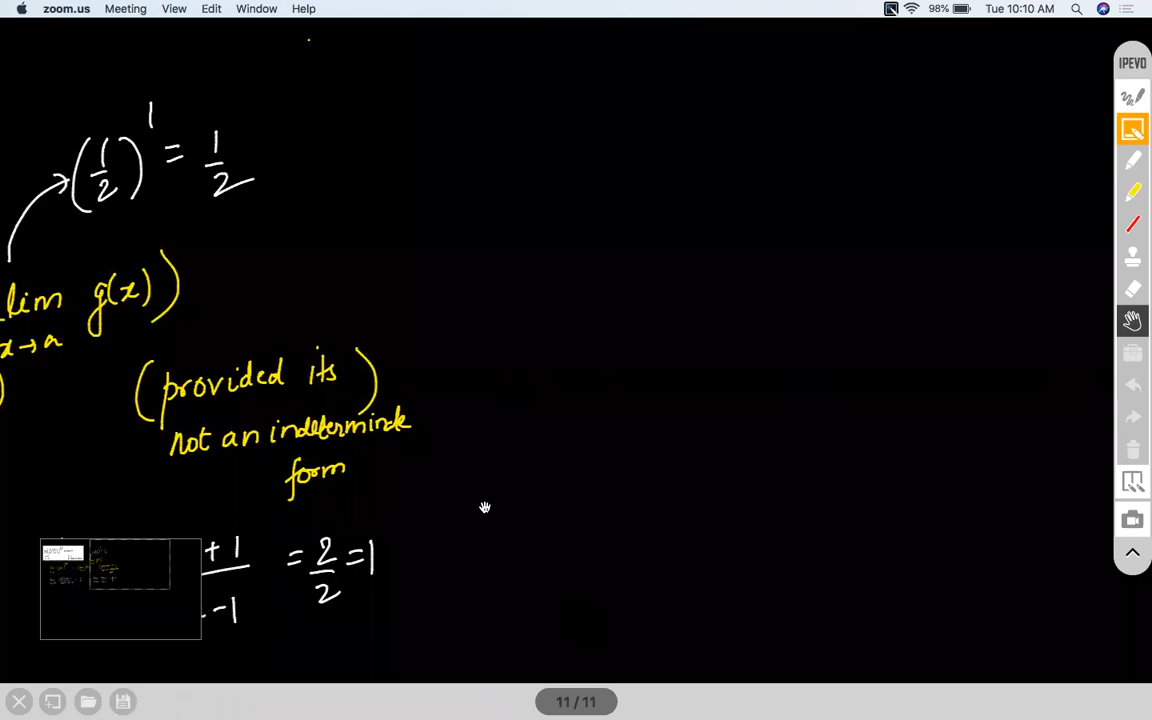 zoom.us Meeting View Edit Window Help 98% Tue 10:10 AM
IPEVO
(1/2)^1 = 1/2
lim g(x))
x→a
(provided its)
not an indeterminate
form
+1 = 2/2 = 1
-1
11 / 11